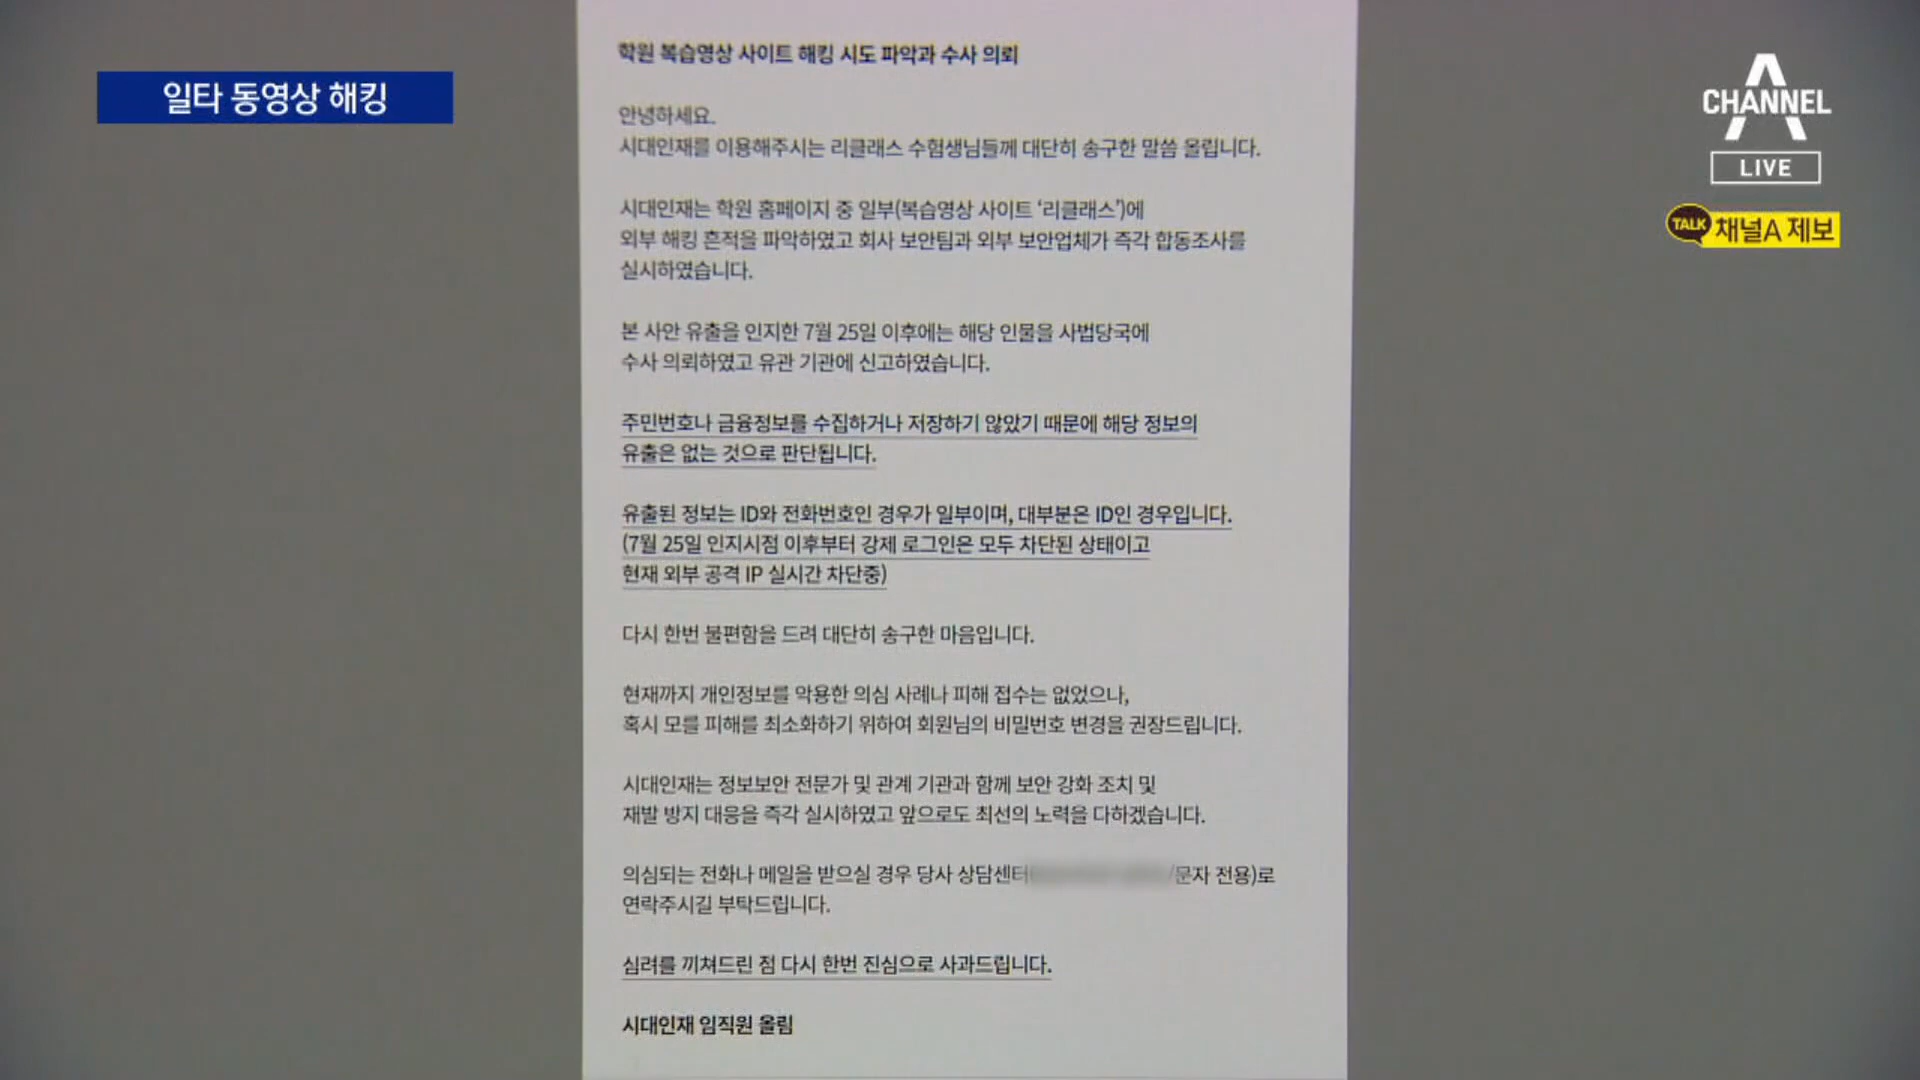 일타 동영상 해킹
CHANNEL A
LIVE
TALK 채널A 제보
학원 복습영상 사이트 해킹 시도 파악과 수사 의뢰
안녕하세요.
시대인재를 이용해주시는 리클래스 수험생님들께 대단히 송구한 말씀 올립니다.
시대인재는 학원 홈페이지 중 일부(복습영상 사이트 ‘리클래스’)에
외부 해킹 흔적을 파악하였고 회사 보안팀과 외부 보안업체가 즉각 합동조사를
실시하였습니다.
본 사안 유출을 인지한 7월 25일 이후에는 해당 인물을 사법당국에
수사 의뢰하였고 유관 기관에 신고하였습니다.
주민번호나 금융정보를 수집하거나 저장하기 않았기 때문에 해당 정보의
유출은 없는 것으로 판단됩니다.
유출된 정보는 ID와 전화번호인 경우가 일부이며, 대부분은 ID인 경우입니다.
(7월 25일 인지시점 이후부터 강제 로그인은 모두 차단된 상태이고
현재 외부 공격 IP 실시간 차단중)
다시 한번 불편함을 드려 대단히 송구한 마음입니다.
현재까지 개인정보를 악용한 의심 사례나 피해 접수는 없었으나,
혹시 모를 피해를 최소화하기 위하여 회원님의 비밀번호 변경을 권장드립니다.
시대인재는 정보보안 전문가 및 관계 기관과 함께 보안 강화 조치 및
재발 방지 대응을 즉각 실시하였고 앞으로도 최선의 노력을 다하겠습니다.
의심되는 전화나 메일을 받으실 경우 당사 상담센터 /문자 전용)로
연락주시길 부탁드립니다.
심려를 끼쳐드린 점 다시 한번 진심으로 사과드립니다.
시대인재 임직원 올림